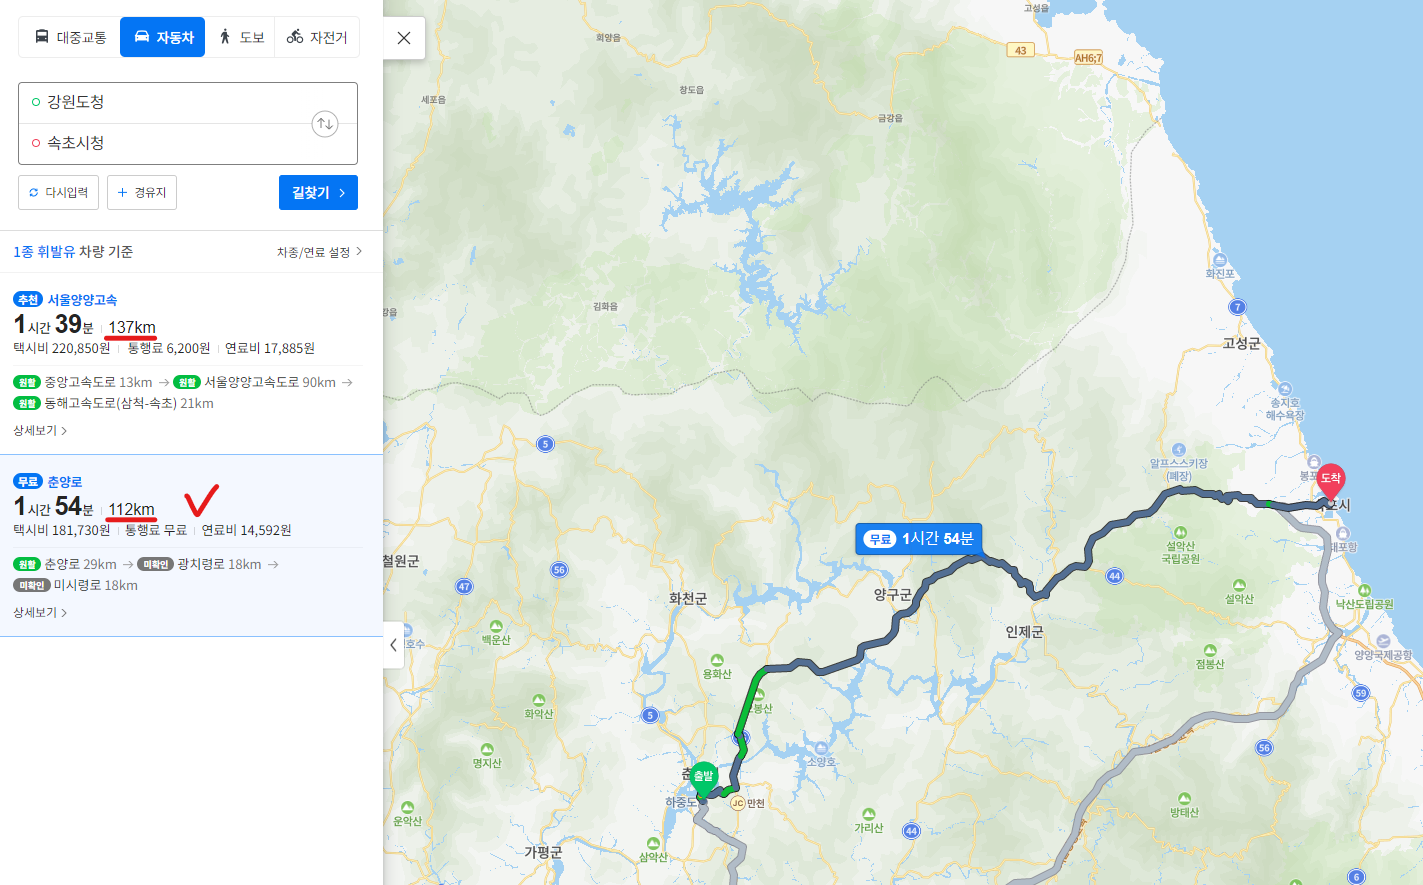 대중교통
자동차
도보
자전거
강원도청
속초시청
다시입력
경유지
길찾기
1종 휘발유 차량 기준
차종/연료 설정
추천 서울양양고속
1시간 39분 137km
택시비 220,850원 통행료 6,200원 연료비 17,885원
원활 중앙고속도로 13km → 원활 서울양양고속도로 90km →
원활 동해고속도로(삼척-속초) 21km
상세보기
무료 춘양로
1시간 54분 112km
택시비 181,730원 통행료 무료 연료비 14,592원
원활 춘양로 29km → 미확인 광치령로 18km →
미확인 미시령로 18km
상세보기
고성읍
회양읍
43
AH6;7
창도읍
세포읍
금강읍
화진포
김화읍
7
고성군
송지호
해수욕장
5
알프스스키장
(폐장)
도착
무료 1시간 54분
설악산
국립공원
철원군
56
47
44
화천군
양구군
설악산
낙산도립공원
인제군
백운산
양양국제공항
점봉산
용화산
59
화악산
5
56
소양호
명지산
출발
하중도
JC 만천
방태산
운악산
가리산
44
가평군
삼악산
6